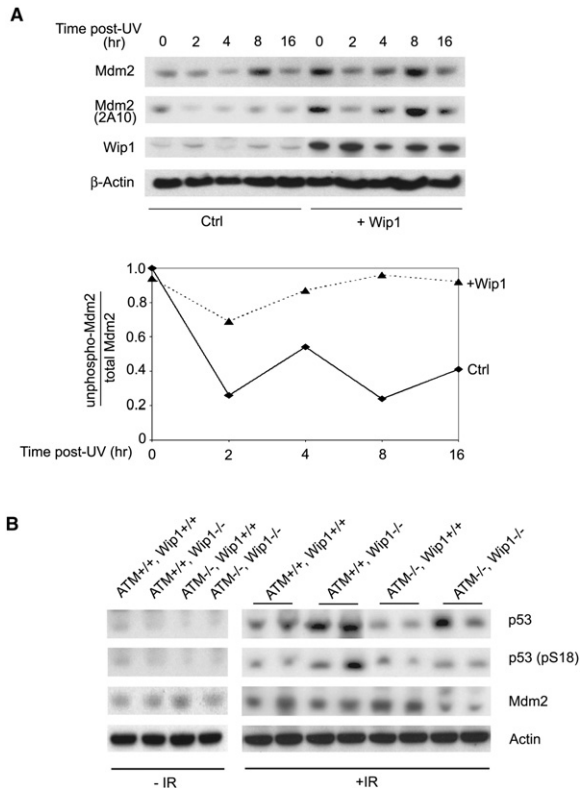 A
Time post-UV (hr) 0 2 4 8 16 0 2 4 8 16
Mdm2
Mdm2 (2A10)
Wip1
β-Actin
Ctrl + Wip1
unphospho-Mdm2
total Mdm2
1.0
0.8
0.6
0.4
0.2
0
+Wip1
Ctrl
Time post-UV (hr) 0 2 4 8 16
B
ATM+/+, Wip1+/+
ATM+/+, Wip1-/-
ATM-/-, Wip1+/+
ATM-/-, Wip1-/-
ATM+/+, Wip1+/+
ATM+/+, Wip1-/-
ATM-/-, Wip1+/+
ATM-/-, Wip1-/-
p53
p53 (pS18)
Mdm2
Actin
- IR +IR